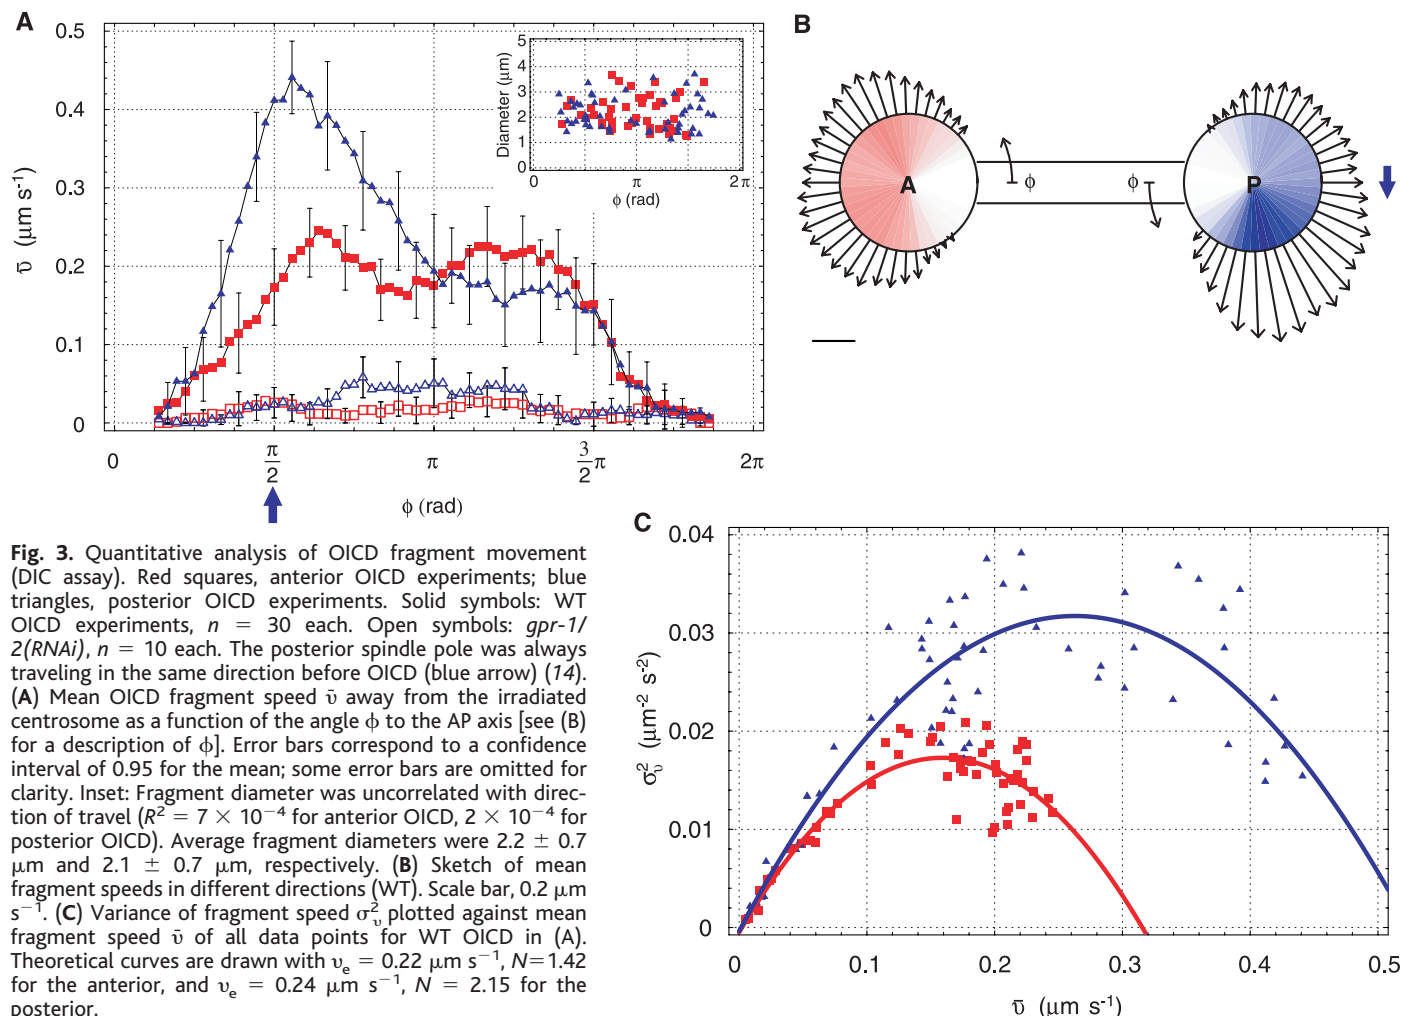 A
0.5
0.4
0.3
0.2
0.1
0
ῡ (μm s⁻¹)
0
π/2
π
3/2 π
2π
ϕ (rad)
5
4
3
2
1
0
Diameter (μm)
0
π
2π
ϕ (rad)
B
A
ϕ
ϕ
P
C
0.04
0.03
0.02
0.01
0
σ²ᵥ (μm⁻² s⁻²)
0
0.1
0.2
0.3
0.4
0.5
ῡ (μm s⁻¹)
Fig. 3. Quantitative analysis of OICD fragment movement
(DIC assay). Red squares, anterior OICD experiments; blue
triangles, posterior OICD experiments. Solid symbols: WT
OICD experiments, n = 30 each. Open symbols: gpr-1/
2(RNAi), n = 10 each. The posterior spindle pole was always
traveling in the same direction before OICD (blue arrow) (14).
(A) Mean OICD fragment speed ῡ away from the irradiated
centrosome as a function of the angle ϕ to the AP axis [see (B)
for a description of ϕ]. Error bars correspond to a confidence
interval of 0.95 for the mean; some error bars are omitted for
clarity. Inset: Fragment diameter was uncorrelated with direc-
tion of travel (R² = 7 × 10⁻⁴ for anterior OICD, 2 × 10⁻⁴ for
posterior OICD). Average fragment diameters were 2.2 ± 0.7
μm and 2.1 ± 0.7 μm, respectively. (B) Sketch of mean
fragment speeds in different directions (WT). Scale bar, 0.2 μm
s⁻¹. (C) Variance of fragment speed σ²ᵥ plotted against mean
fragment speed ῡ of all data points for WT OICD in (A).
Theoretical curves are drawn with υₑ = 0.22 μm s⁻¹, N=1.42
for the anterior, and υₑ = 0.24 μm s⁻¹, N = 2.15 for the
posterior.